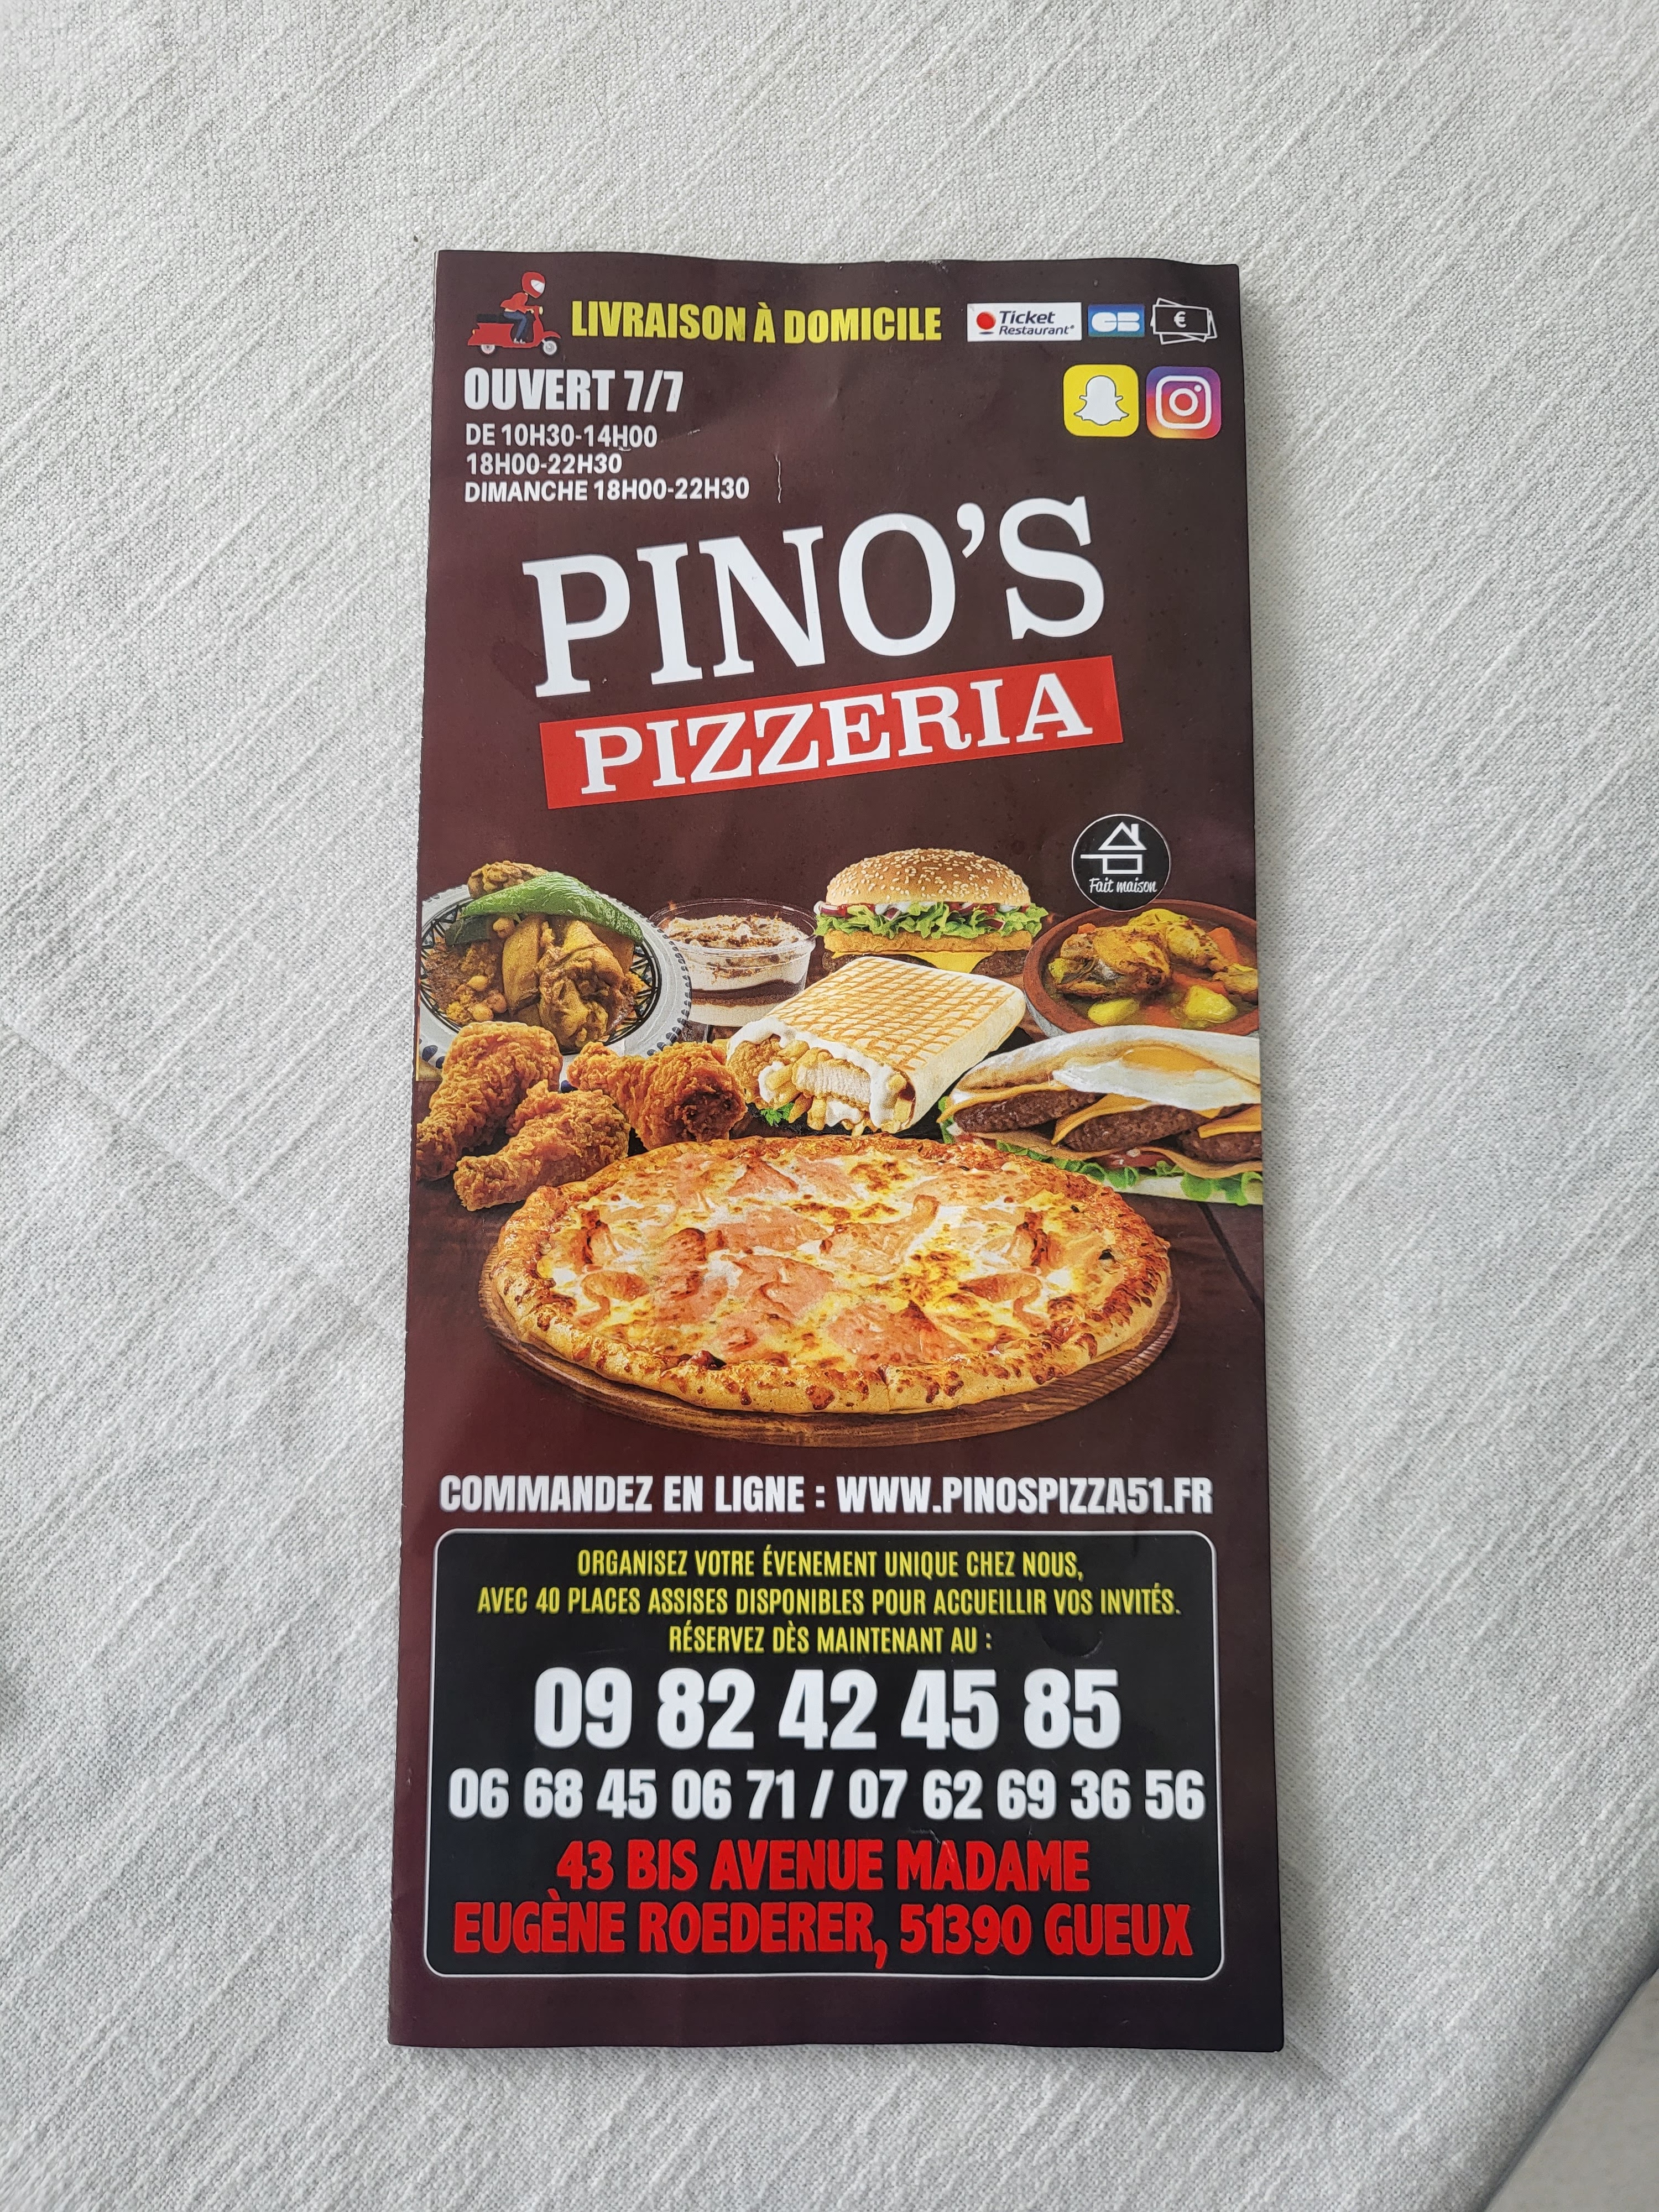 LIVRAISON À DOMICILE
Ticket
Restaurant®
CB
€
OUVERT 7/7
DE 10H30-14H00
18H00-22H30
DIMANCHE 18H00-22H30
PINO'S
PIZZERIA
Fait maison
COMMANDEZ EN LIGNE : WWW.PINOSPIZZA51.FR
ORGANISEZ VOTRE ÉVENEMENT UNIQUE CHEZ NOUS,
AVEC 40 PLACES ASSISES DISPONIBLES POUR ACCUEILLIR VOS INVITÉS.
RÉSERVEZ DÈS MAINTENANT AU :
09 82 42 45 85
06 68 45 06 71 / 07 62 69 36 56
43 BIS AVENUE MADAME
EUGÈNE ROEDERER, 51390 GUEUX